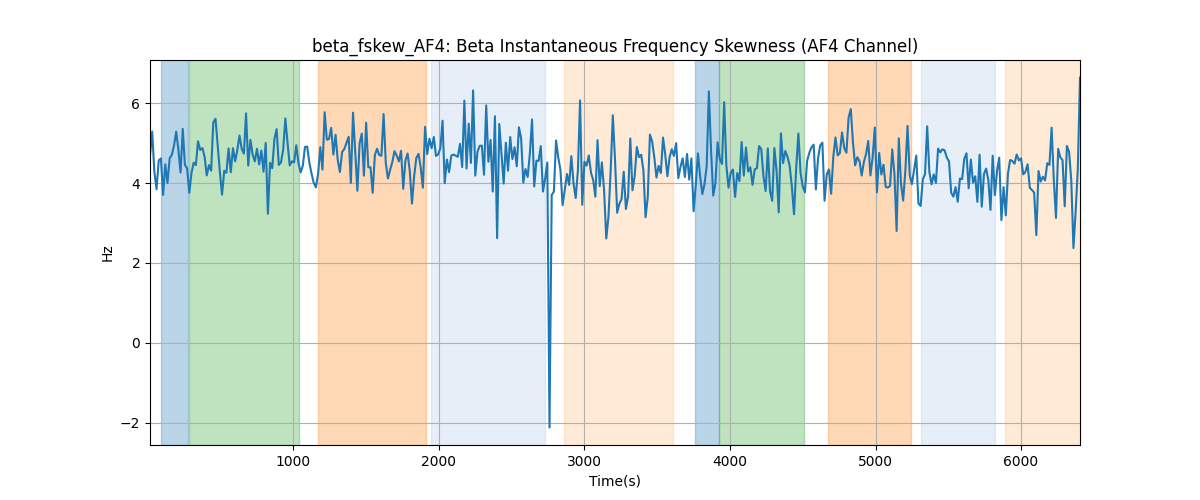 beta_fskew_AF4: Beta Instantaneous Frequency Skewness (AF4 Channel)
6
4
2
0
−2
Hz
1000 2000 3000 4000 5000 6000
Time(s)